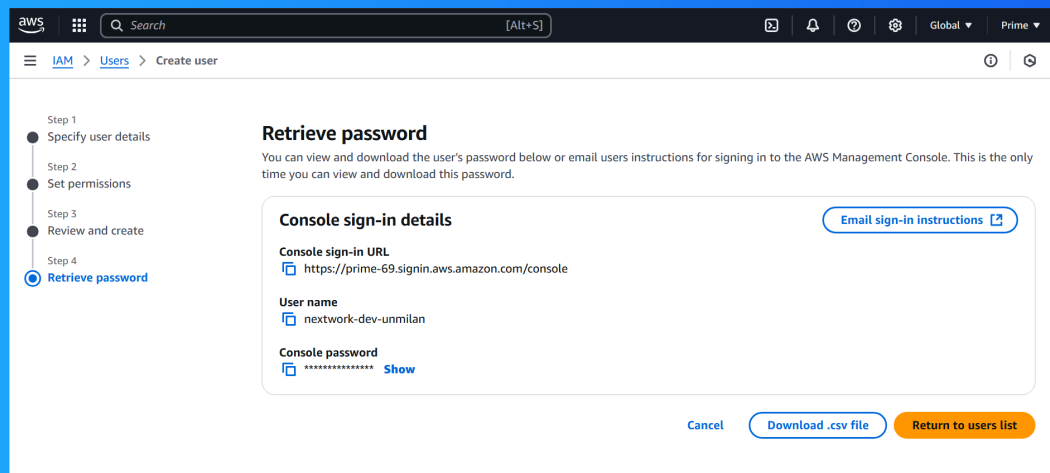 aws
Search [Alt+S]
Global ▼
Prime ▼
IAM > Users > Create user
Step 1
Specify user details
Step 2
Set permissions
Step 3
Review and create
Step 4
Retrieve password
Retrieve password
You can view and download the user's password below or email users instructions for signing in to the AWS Management Console. This is the only
time you can view and download this password.
Console sign-in details
Email sign-in instructions
Console sign-in URL
https://prime-69.signin.aws.amazon.com/console
User name
nextwork-dev-unmilan
Console password
*************** Show
Cancel
Download .csv file
Return to users list